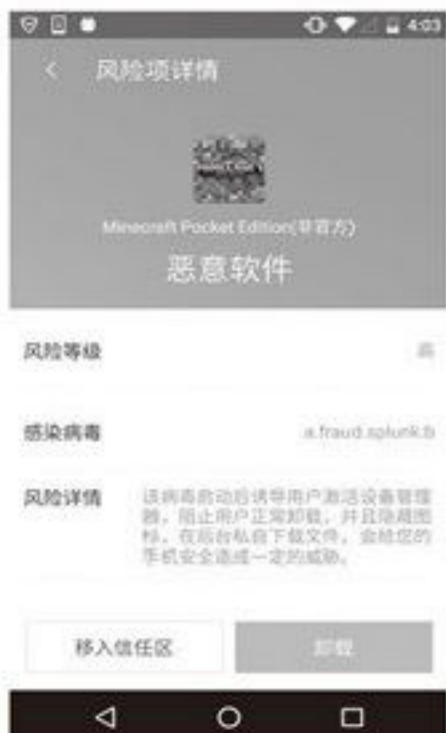 4:03
风险项详情
Minecraft Pocket Edition(非官方)
恶意软件
风险等级
高
感染病毒
a.fraud.splunk.b
风险详情
该病毒启动后诱导用户激活设备管理
器，阻止用户正常卸载，并且隐藏图
标，在后台私自下载文件，会给您的
手机安全造成一定的威胁。
移入信任区
卸载